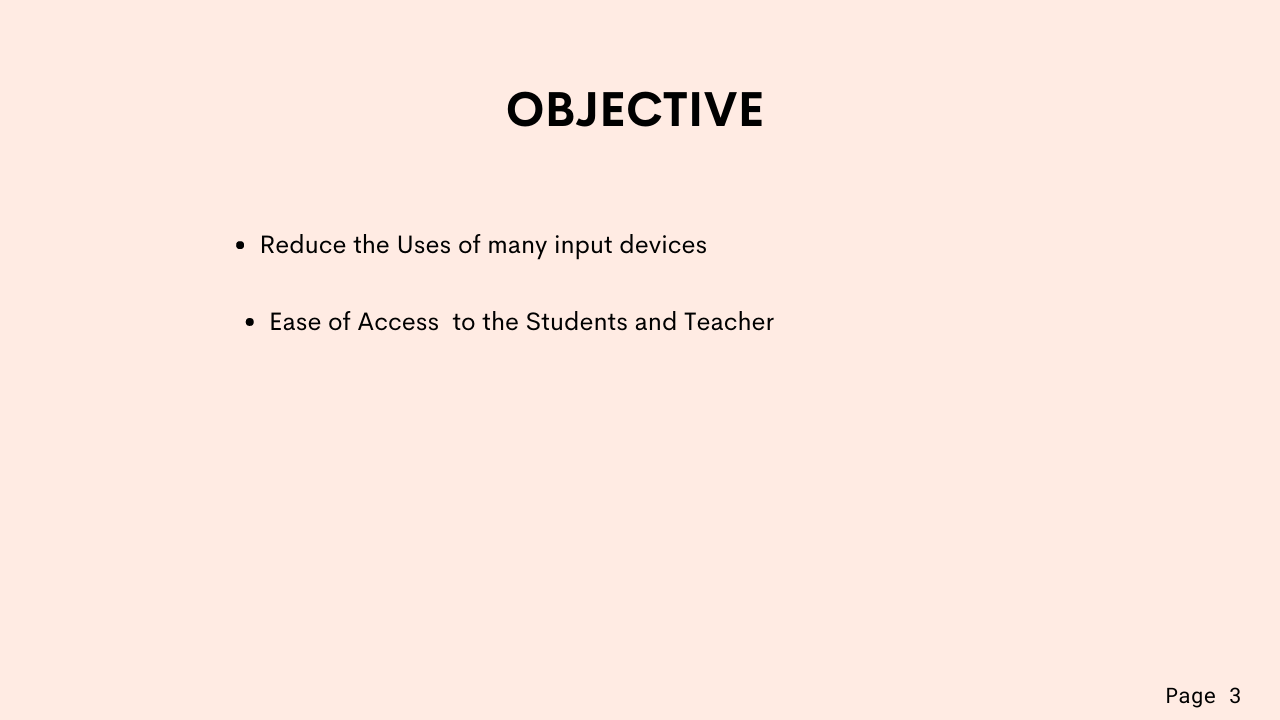 OBJECTIVE
• Reduce the Uses of many input devices
• Ease of Access  to the Students and Teacher
Page 3